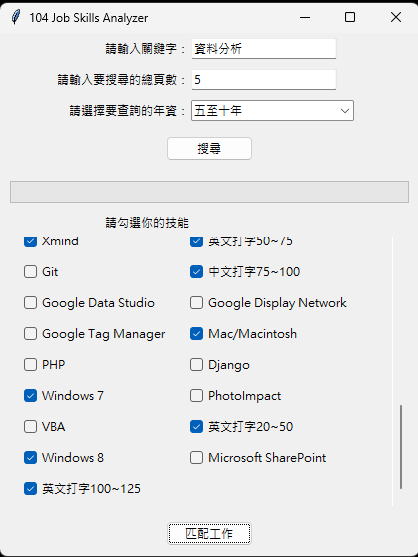 104 Job Skills Analyzer
請輸入關鍵字： 資料分析
請輸入要搜尋的總頁數： 5
請選擇要查詢的年資： 五至十年
搜尋
請勾選你的技能
Xmind 英文打字50~75
Git 中文打字75~100
Google Data Studio Google Display Network
Google Tag Manager Mac/Macintosh
PHP Django
Windows 7 PhotoImpact
VBA 英文打字20~50
Windows 8 Microsoft SharePoint
英文打字100~125
匹配工作